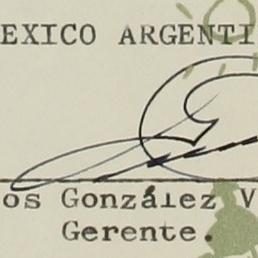 EXICO ARGENTI
os González V
Gerente.